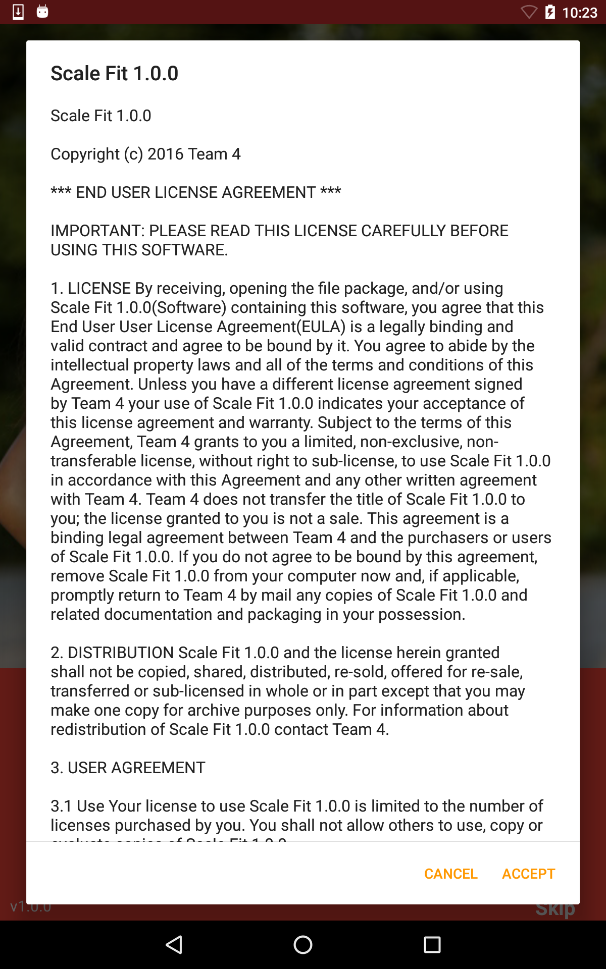 10:23
Scale Fit 1.0.0
Scale Fit 1.0.0
Copyright (c) 2016 Team 4
*** END USER LICENSE AGREEMENT ***
IMPORTANT: PLEASE READ THIS LICENSE CAREFULLY BEFORE
USING THIS SOFTWARE.
1. LICENSE By receiving, opening the file package, and/or using
Scale Fit 1.0.0(Software) containing this software, you agree that this
End User User License Agreement(EULA) is a legally binding and
valid contract and agree to be bound by it. You agree to abide by the
intellectual property laws and all of the terms and conditions of this
Agreement. Unless you have a different license agreement signed
by Team 4 your use of Scale Fit 1.0.0 indicates your acceptance of
this license agreement and warranty. Subject to the terms of this
Agreement, Team 4 grants to you a limited, non-exclusive, non-
transferable license, without right to sub-license, to use Scale Fit 1.0.0
in accordance with this Agreement and any other written agreement
with Team 4. Team 4 does not transfer the title of Scale Fit 1.0.0 to
you; the license granted to you is not a sale. This agreement is a
binding legal agreement between Team 4 and the purchasers or users
of Scale Fit 1.0.0. If you do not agree to be bound by this agreement,
remove Scale Fit 1.0.0 from your computer now and, if applicable,
promptly return to Team 4 by mail any copies of Scale Fit 1.0.0 and
related documentation and packaging in your possession.
2. DISTRIBUTION Scale Fit 1.0.0 and the license herein granted
shall not be copied, shared, distributed, re-sold, offered for re-sale,
transferred or sub-licensed in whole or in part except that you may
make one copy for archive purposes only. For information about
redistribution of Scale Fit 1.0.0 contact Team 4.
3. USER AGREEMENT
3.1 Use Your license to use Scale Fit 1.0.0 is limited to the number of
licenses purchased by you. You shall not allow others to use, copy or
evaluate copies of Scale Fit 1.0.0.
CANCEL ACCEPT
v1.0.0 Skip